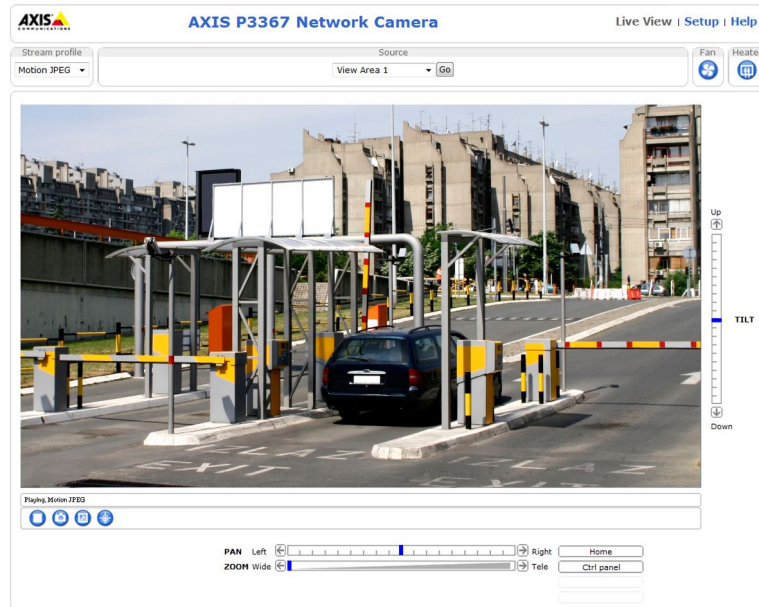 AXIS
COMMUNICATIONS
AXIS P3367 Network Camera
Live View | Setup | Help
Stream profile
Source
Fan
Heate
Motion JPEG
View Area 1
Go
Up
TILT
Down
IZLAZ
EXIT
IZLAZ
EXIT
Playing, Motion JPEG
PAN Left
Right
Home
ZOOM Wide
Tele
Ctrl panel